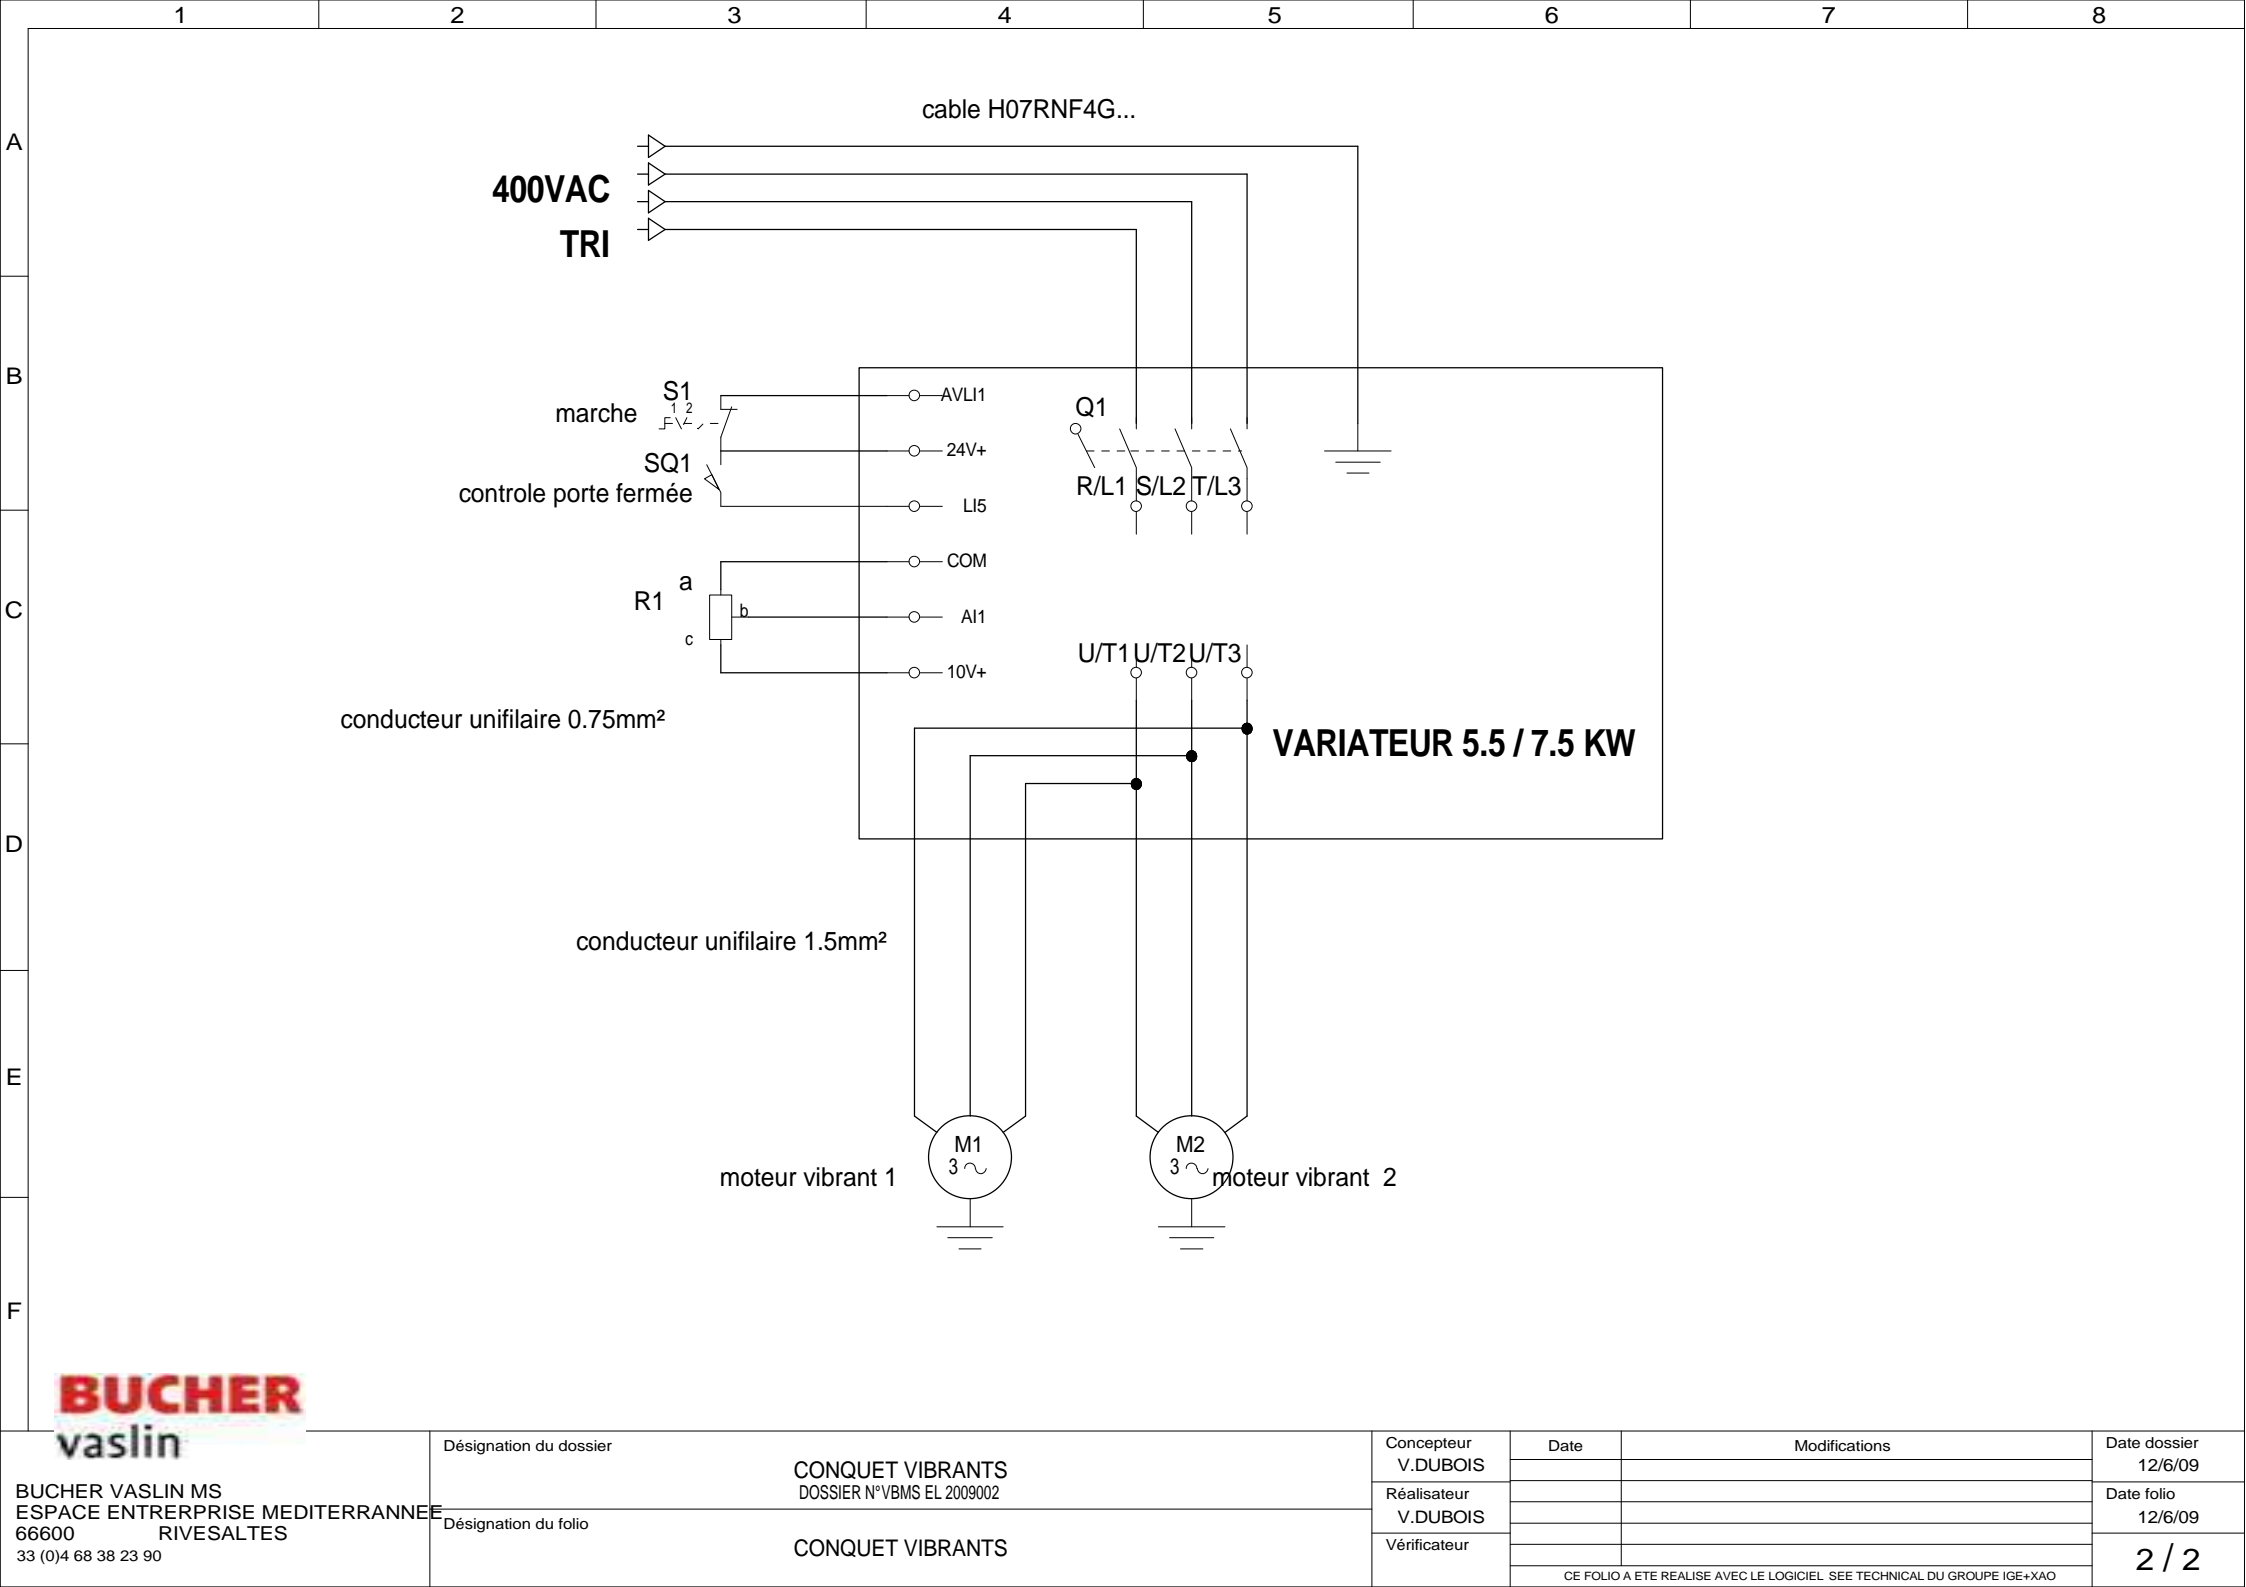 1 2 3 4 5 6 7 8
A
B
C
D
E
F
cable H07RNF4G...
400VAC
TRI
S1
1 2
marche
SQ1
controle porte fermée
AVLI1
24V+
LI5
COM
AI1
10V+
Q1
R/L1 S/L2 T/L3
a
R1
b
c
U/T1 U/T2 U/T3
conducteur unifilaire 0.75mm²
VARIATEUR 5.5 / 7.5 KW
conducteur unifilaire 1.5mm²
M1
3
moteur vibrant 1
M2
3
moteur vibrant 2
BUCHER
vaslin
BUCHER VASLIN MS
ESPACE ENTRERPRISE MEDITERRANNEE
66600 RIVESALTES
33 (0)4 68 38 23 90
Désignation du dossier
CONQUET VIBRANTS
DOSSIER N°VBMS EL 2009002
Désignation du folio
CONQUET VIBRANTS
Concepteur
V.DUBOIS
Réalisateur
V.DUBOIS
Vérificateur
Date
Modifications
CE FOLIO A ETE REALISE AVEC LE LOGICIEL SEE TECHNICAL DU GROUPE IGE+XAO
Date dossier
12/6/09
Date folio
12/6/09
2 / 2